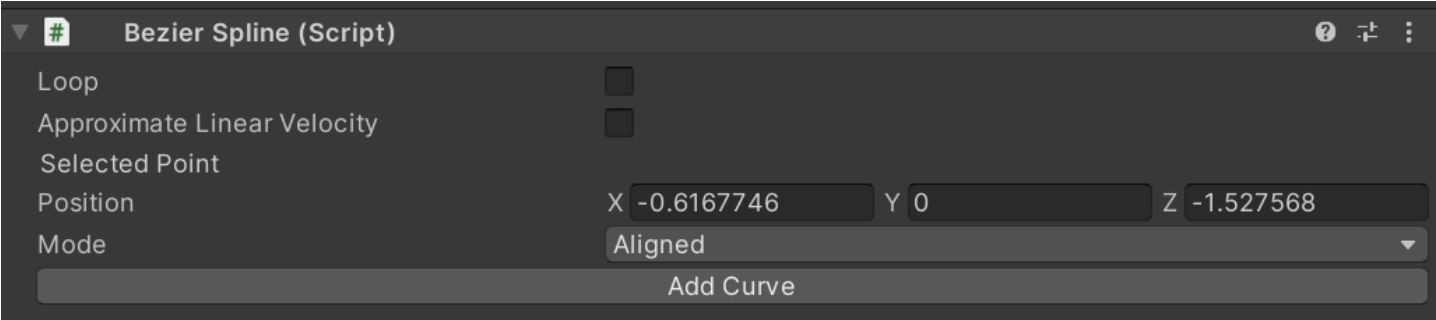 # Bezier Spline (Script)
Loop
Approximate Linear Velocity
Selected Point
Position X -0.6167746 Y 0 Z -1.527568
Mode Aligned
Add Curve